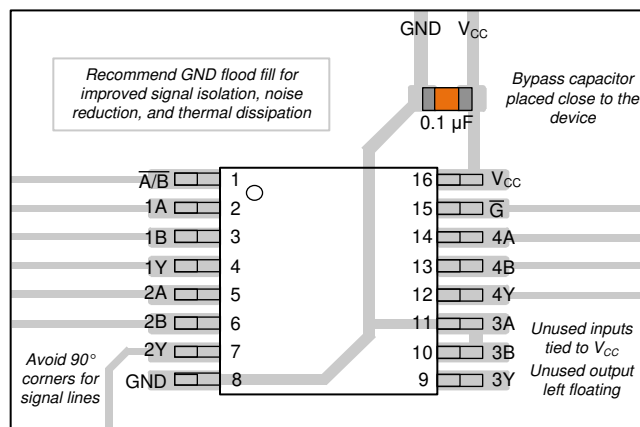 GND VCC
Recommend GND flood fill for
improved signal isolation, noise
reduction, and thermal dissipation
Bypass capacitor
placed close to the
device
0.1 µF
A̅/̅B̅ 1 16 VCC
1A 2 15 G̅
1B 3 14 4A
1Y 4 13 4B
2A 5 12 4Y
2B 6 11 3A
2Y 7 10 3B
GND 8 9 3Y
Unused inputs
tied to VCC
Unused output
left floating
Avoid 90°
corners for
signal lines